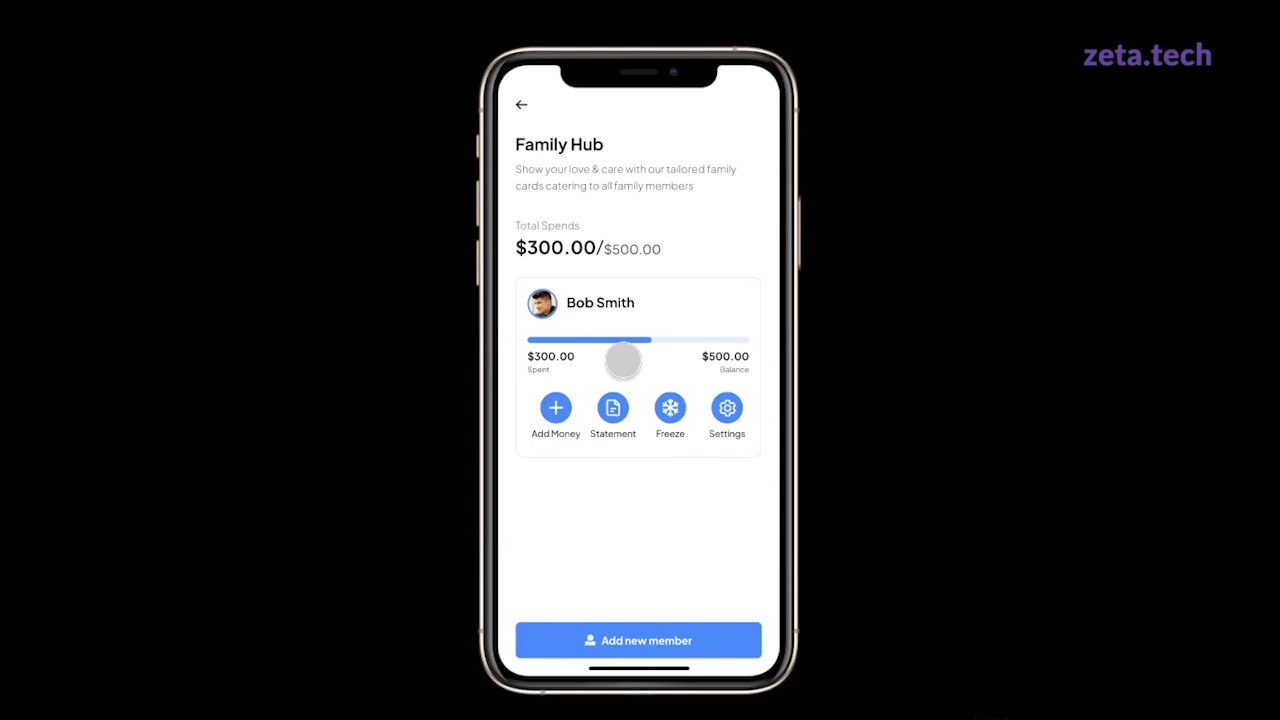 zeta.tech
Family Hub
Show your love & care with our tailored family
cards catering to all family members
Total Spends
$300.00/$500.00
Bob Smith
$300.00 $500.00
Spent Balance
Add Money Statement Freeze Settings
Add new member